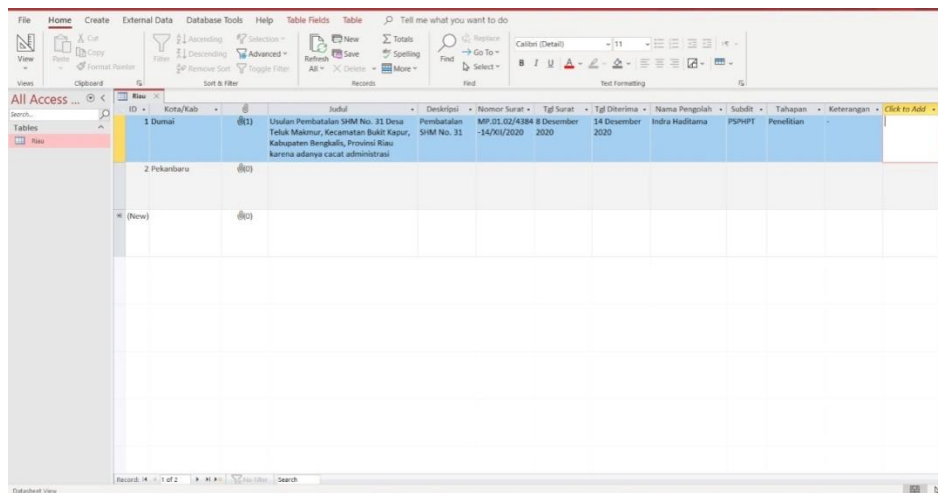 File Home Create External Data Database Tools Help Table Fields Table Tell me what you want to do
View
Paste
Cut
Copy
Format Painter
Filter
Ascending
Descending
Remove Sort
Selection
Advanced
Toggle Filter
Refresh All
New
Save
Delete
Totals
Spelling
More
Find
Replace
Go To
Select
Calibri (Detail) 11
B I U A
Views Clipboard Sort & Filter Records Find Text Formatting
All Access ...
Search...
Tables
Riau
Riau
ID Kota/Kab Judul Deskripsi Nomor Surat Tgl Surat Tgl Diterima Nama Pengolah Subdit Tahapan Keterangan Click to Add
1 Dumai (1) Usulan Pembatalan SHM No. 31 Desa Pembatalan MP.01.02/4384 8 Desember 14 Desember Indra Haditama PSPHPT Penelitian -
Teluk Makmur, Kecamatan Bukit Kapur, SHM No. 31 -14/XII/2020 2020 2020
Kabupaten Bengkalis, Provinsi Riau
karena adanya cacat administrasi
2 Pekanbaru (0)
(New) (0)
Record: 1 of 2 No Filter Search
Datasheet View